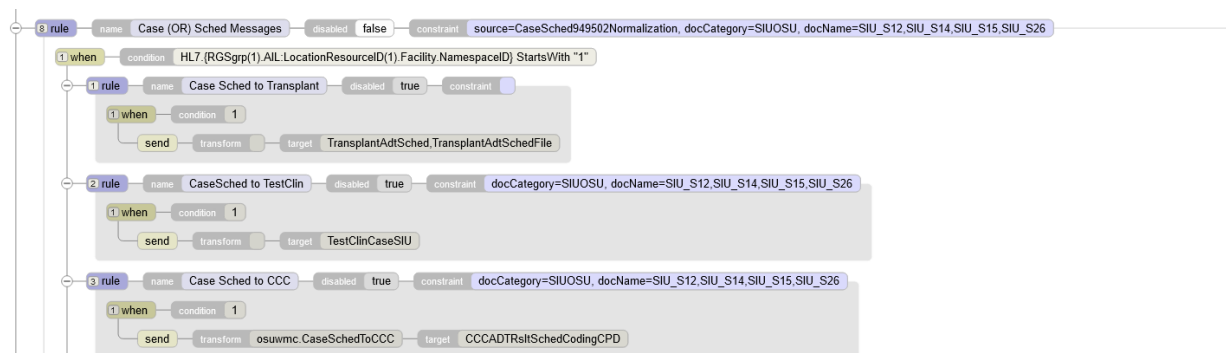 8 rule name Case (OR) Sched Messages disabled false constraint source=CaseSched949502Normalization, docCategory=SIUOSU, docName=SIU_S12,SIU_S14,SIU_S15,SIU_S26
1 when condition HL7.{RGSgrp(1).AIL:LocationResourceID(1).Facility.NamespaceID} StartsWith "1"
1 rule name Case Sched to Transplant disabled true constraint
1 when condition 1
send transform target TransplantAdtSched,TransplantAdtSchedFile
2 rule name CaseSched to TestClin disabled true constraint docCategory=SIUOSU, docName=SIU_S12,SIU_S14,SIU_S15,SIU_S26
1 when condition 1
send transform target TestClinCaseSIU
3 rule name Case Sched to CCC disabled true constraint docCategory=SIUOSU, docName=SIU_S12,SIU_S14,SIU_S15,SIU_S26
1 when condition 1
send transform osuwmc.CaseSchedToCCC target CCCADTRsltSchedCodingCPD